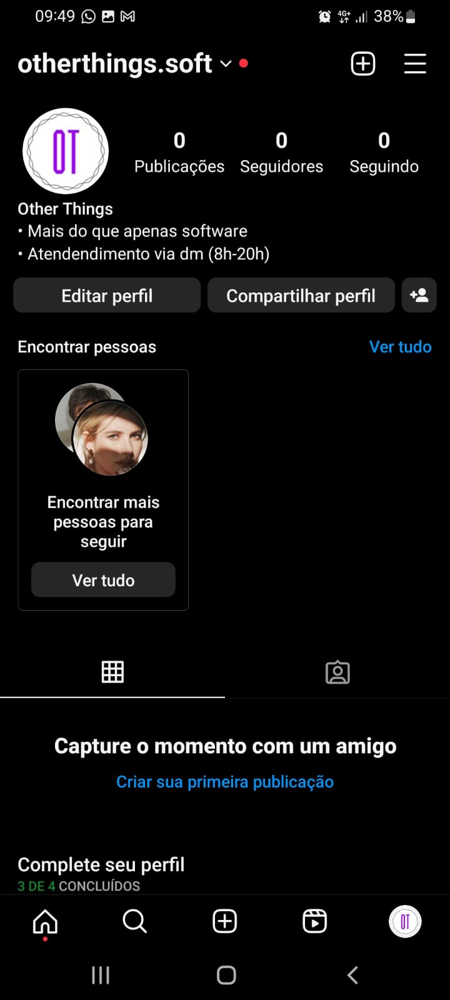 09:49 4G+ 38%
otherthings.soft
OT
0 0 0
Publicações Seguidores Seguindo
Other Things
• Mais do que apenas software
• Atendendimento via dm (8h-20h)
Editar perfil Compartilhar perfil
Encontrar pessoas Ver tudo
Encontrar mais
pessoas para
seguir
Ver tudo
Capture o momento com um amigo
Criar sua primeira publicação
Complete seu perfil
3 DE 4 CONCLUÍDOS
OT